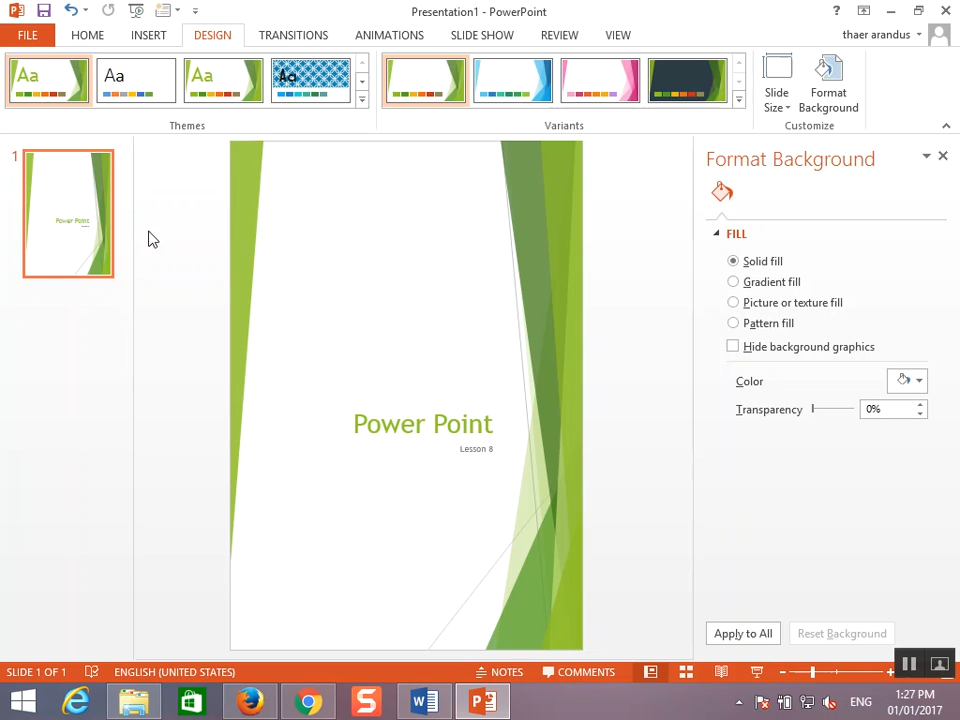 Presentation1 - PowerPoint
?
FILE HOME INSERT DESIGN TRANSITIONS ANIMATIONS SLIDE SHOW REVIEW VIEW thaer arandus
Aa Aa Aa Aa
Slide Size
Format Background
Themes Variants Customize
1
Power Point
Lesson 8
Format Background
FILL
Solid fill
Gradient fill
Picture or texture fill
Pattern fill
Hide background graphics
Color
Transparency 0%
Apply to All Reset Background
SLIDE 1 OF 1 ENGLISH (UNITED STATES) NOTES COMMENTS
ENG
1:27 PM
01/01/2017